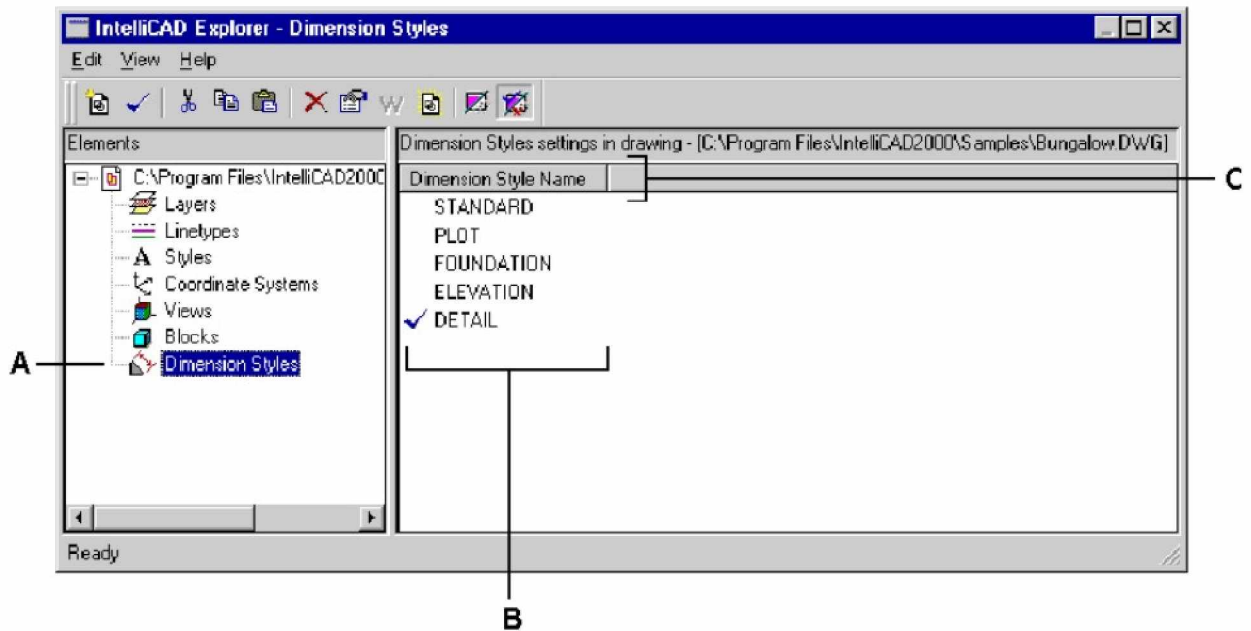 IntelliCAD Explorer - Dimension Styles
Edit View Help
Elements
C:\Program Files\IntelliCAD200
Layers
Linetypes
Styles
Coordinate Systems
Views
Blocks
Dimension Styles
Dimension Styles settings in drawing - [C:\Program Files\IntelliCAD2000\Samples\Bungalow.DWG]
Dimension Style Name
STANDARD
PLOT
FOUNDATION
ELEVATION
DETAIL
Ready
A
B
C